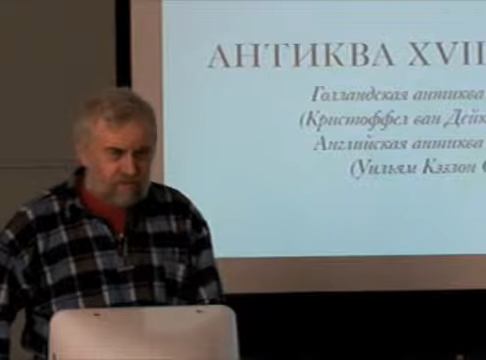 АНТИКВА XVII
Голландская антиква
(Кристоффел ван Дейк
Английская антиква
(Уильям Кэзлон